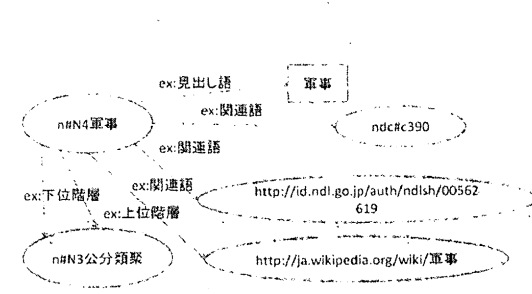 ex:見出し語
軍事
ex:関連語
n#N4軍事
ndc#c390
ex:関連語
ex:関連語
http://id.ndl.go.jp/auth/ndlsh/00562
619
ex:下位階層
ex:上位階層
n#N3公分類聚
http://ja.wikipedia.org/wiki/軍事